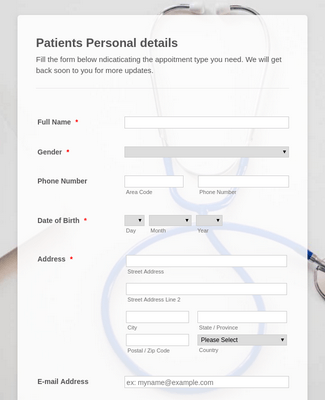 Patients Personal details
Fill the form below ndicaticating the appoitment type you need. We will get
back soon to you for more updates.
Full Name *
Gender *
Phone Number
Area Code Phone Number
Date of Birth *
Day Month Year
Address *
Street Address
Street Address Line 2
City State / Province
Please Select
Postal / Zip Code Country
E-mail Address
ex: myname@example.com